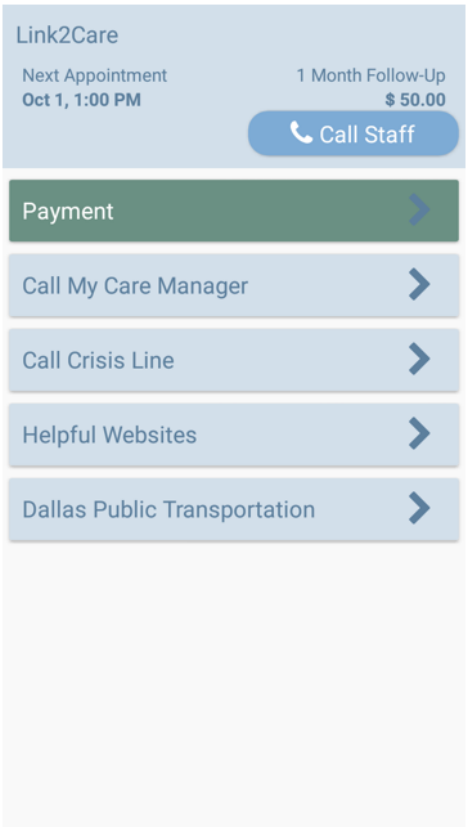 Link2Care
Next Appointment 1 Month Follow-Up
Oct 1, 1:00 PM $ 50.00
Call Staff
Payment
Call My Care Manager
Call Crisis Line
Helpful Websites
Dallas Public Transportation